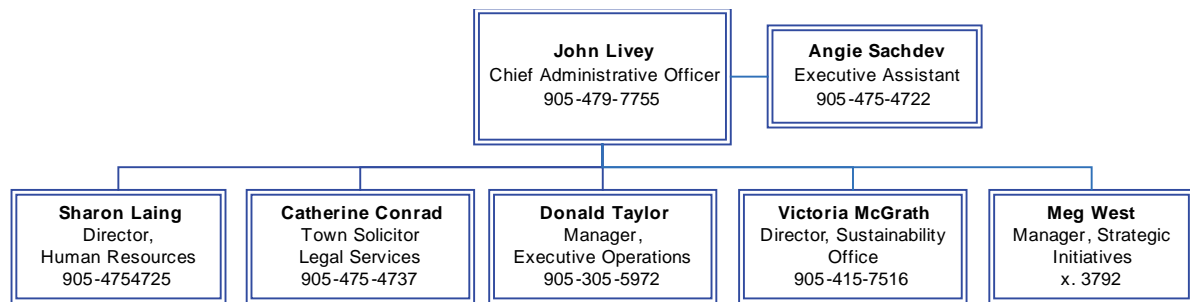 John Livey
Chief Administrative Officer
905-479-7755
Angie Sachdev
Executive Assistant
905-475-4722
Sharon Laing
Director,
Human Resources
905-4754725
Catherine Conrad
Town Solicitor
Legal Services
905-475-4737
Donald Taylor
Manager,
Executive Operations
905-305-5972
Victoria McGrath
Director, Sustainability
Office
905-415-7516
Meg West
Manager, Strategic
Initiatives
x. 3792